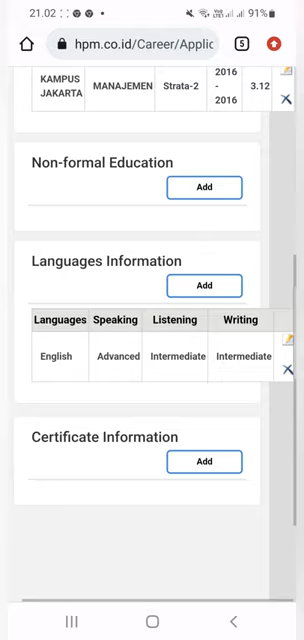 21.02 91%
hpm.co.id/Career/Applic 5
KAMPUS JAKARTA MANAJEMEN Strata-2 2016 - 2016 3.12
Non-formal Education
Add
Languages Information
Add
Languages Speaking Listening Writing
English Advanced Intermediate Intermediate
Certificate Information
Add